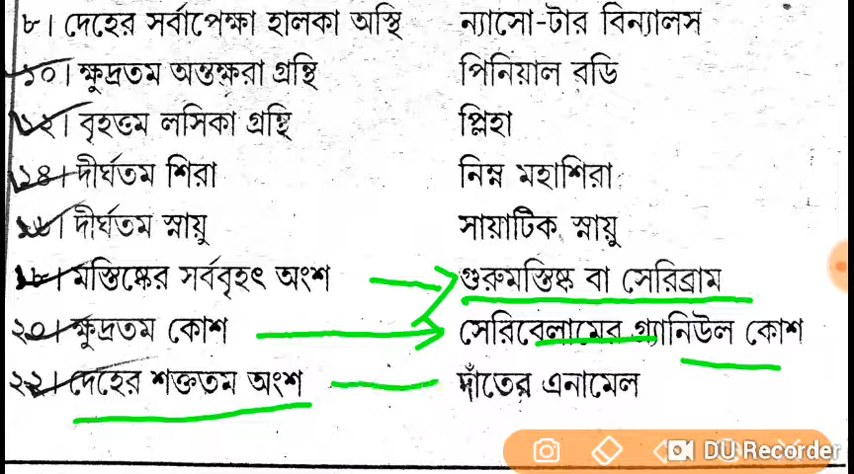 ৮। দেহের সর্বাপেক্ষা হালকা অস্থি ন্যাসো-টার বিন্যালস
১০। ক্ষুদ্রতম অন্তক্ষরা গ্রন্থি পিনিয়াল বডি
১২। বৃহত্তম লসিকা গ্রন্থি প্লিহা
১৪। দীর্ঘতম শিরা নিম্ন মহাশিরা
১৬। দীর্ঘতম স্নায়ু সায়াটিক স্নায়ু
১৮। মস্তিষ্কের সর্ববৃহৎ অংশ গুরুমস্তিষ্ক বা সেরিব্রাম
২০। ক্ষুদ্রতম কোশ সেরিবেলামের গ্র্যানিউল কোশ
২২। দেহের শক্ততম অংশ দাঁতের এনামেল
DU Recorder